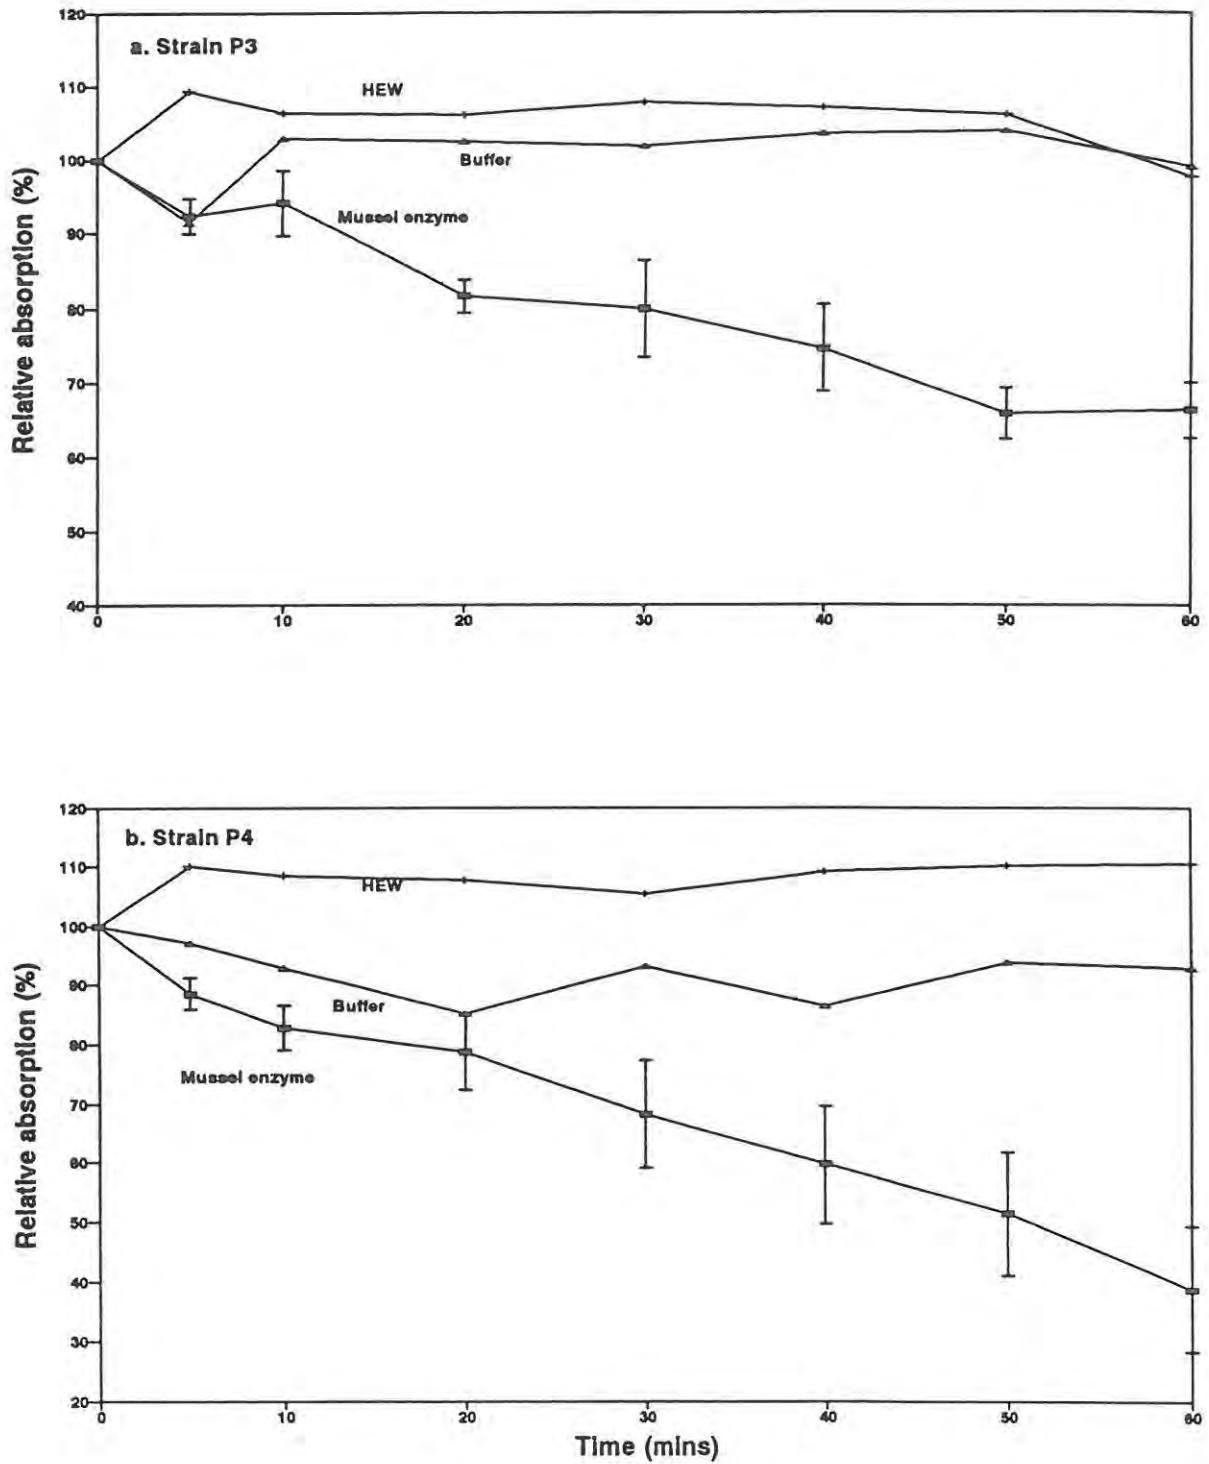 120
a. Strain P3
110
HEW
100
Buffer
Relative absorption (%)
90
Mussel enzyme
80
70
60
50
40
0 10 20 30 40 50 60
120
b. Strain P4
110
HEW
100
Relative absorption (%)
90
Buffer
80
Mussel enzyme
70
60
50
40
30
20
0 10 20 30 40 50 60
Time (mins)